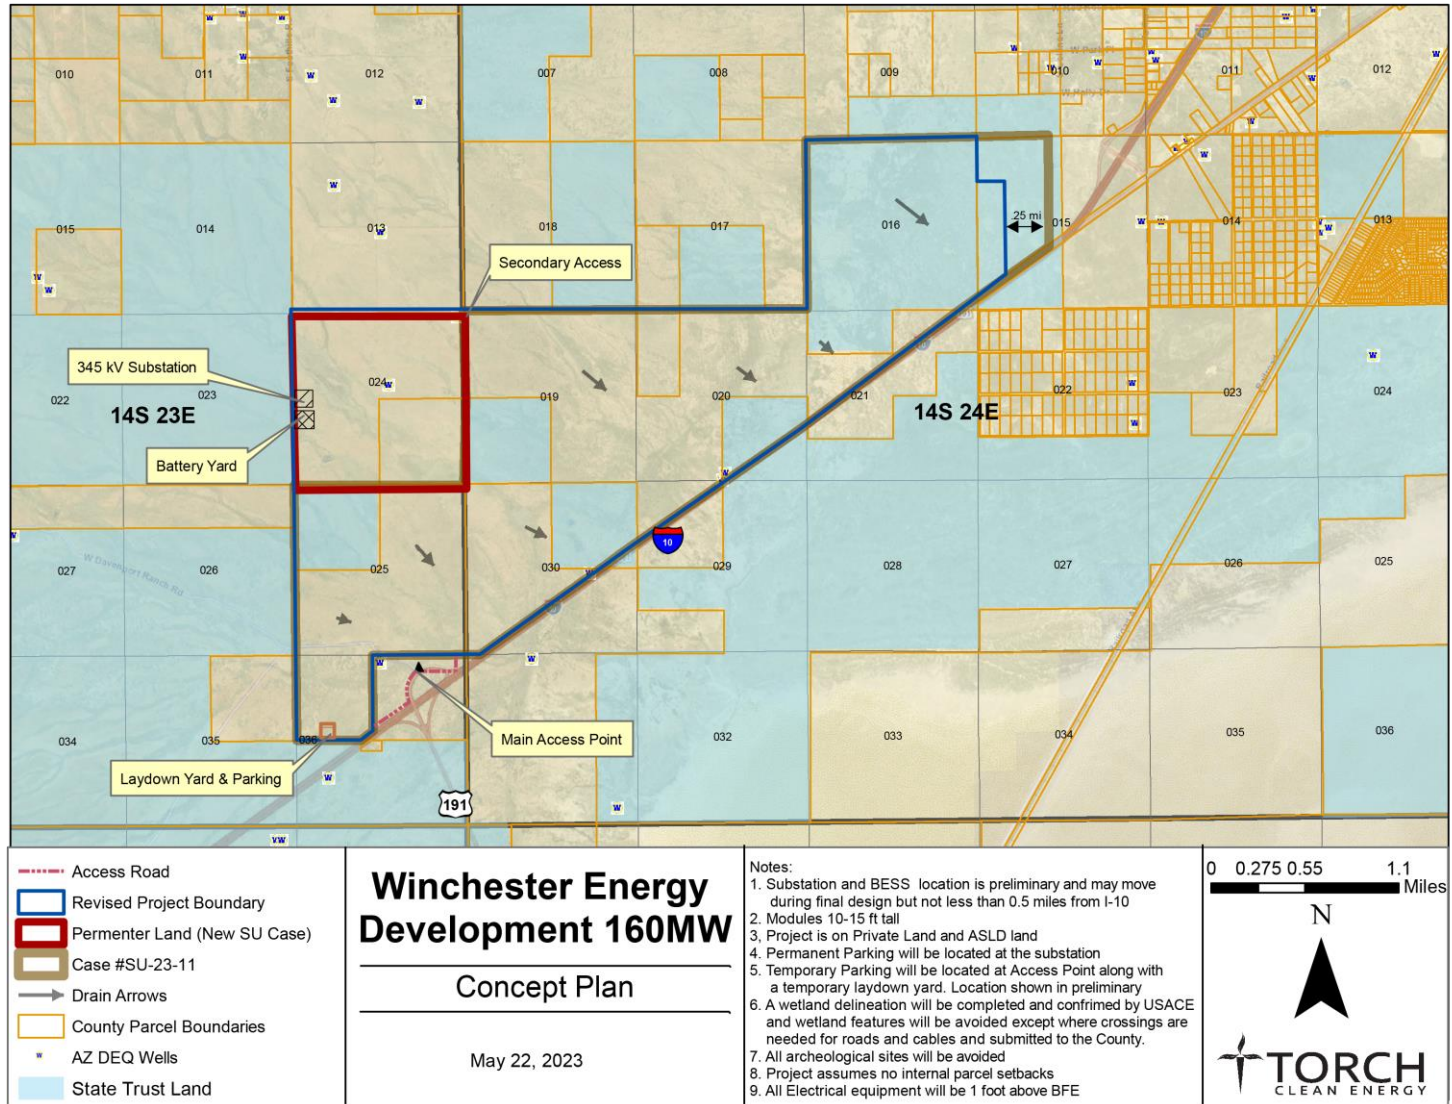 010
011
012
007
008
009
010
011
012
W Park Pl
W Holly Dr
015
014
013
018
017
016
.25 mi
015
014
013
Secondary Access
345 kV Substation
022
023
14S 23E
024
019
020
021
14S 24E
022
023
024
Battery Yard
10
027
W Davenport Ranch Rd
026
025
030
029
028
027
026
025
034
035
036
Main Access Point
032
033
034
035
036
Laydown Yard & Parking
191
Access Road
Revised Project Boundary
Permenter Land (New SU Case)
Case #SU-23-11
Drain Arrows
County Parcel Boundaries
W AZ DEQ Wells
State Trust Land
Winchester Energy
Development 160MW
Concept Plan
May 22, 2023
Notes:
1. Substation and BESS location is preliminary and may move
during final design but not less than 0.5 miles from I-10
2. Modules 10-15 ft tall
3, Project is on Private Land and ASLD land
4. Permanent Parking will be located at the substation
5. Temporary Parking will be located at Access Point along with
a temporary laydown yard. Location shown in preliminary
6. A wetland delineation will be completed and confrimed by USACE
and wetland features will be avoided except where crossings are
needed for roads and cables and submitted to the County.
7. All archeological sites will be avoided
8. Project assumes no internal parcel setbacks
9. All Electrical equipment will be 1 foot above BFE
0 0.275 0.55 1.1
Miles
N
TORCH
CLEAN ENERGY